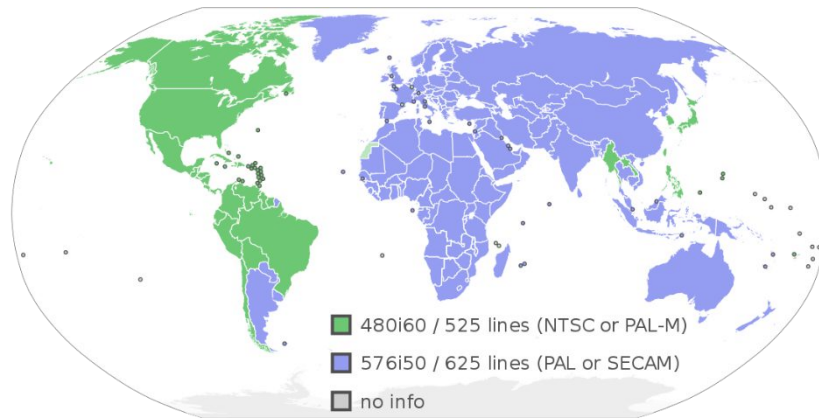 480i60 / 525 lines (NTSC or PAL-M)
576i50 / 625 lines (PAL or SECAM)
no info